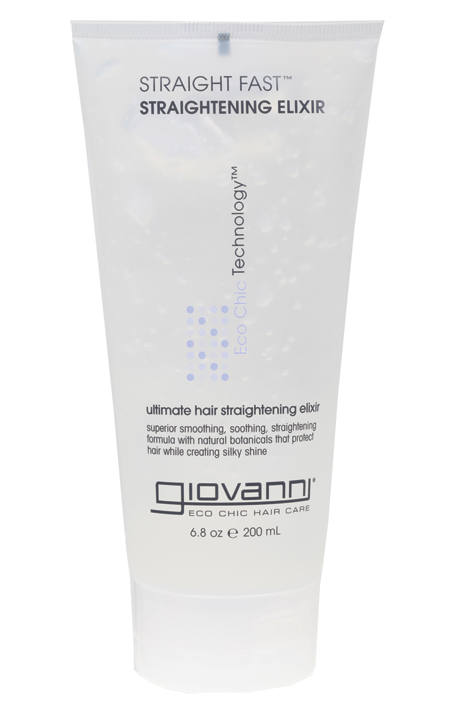 STRAIGHT FAST™
STRAIGHTENING ELIXIR
Eco Chic Technology™
ultimate hair straightening elixir
superior smoothing, soothing, straightening
formula with natural botanicals that protect
hair while creating silky shine
giovanni®
ECO CHIC HAIR CARE
6.8 oz ℮ 200 mL